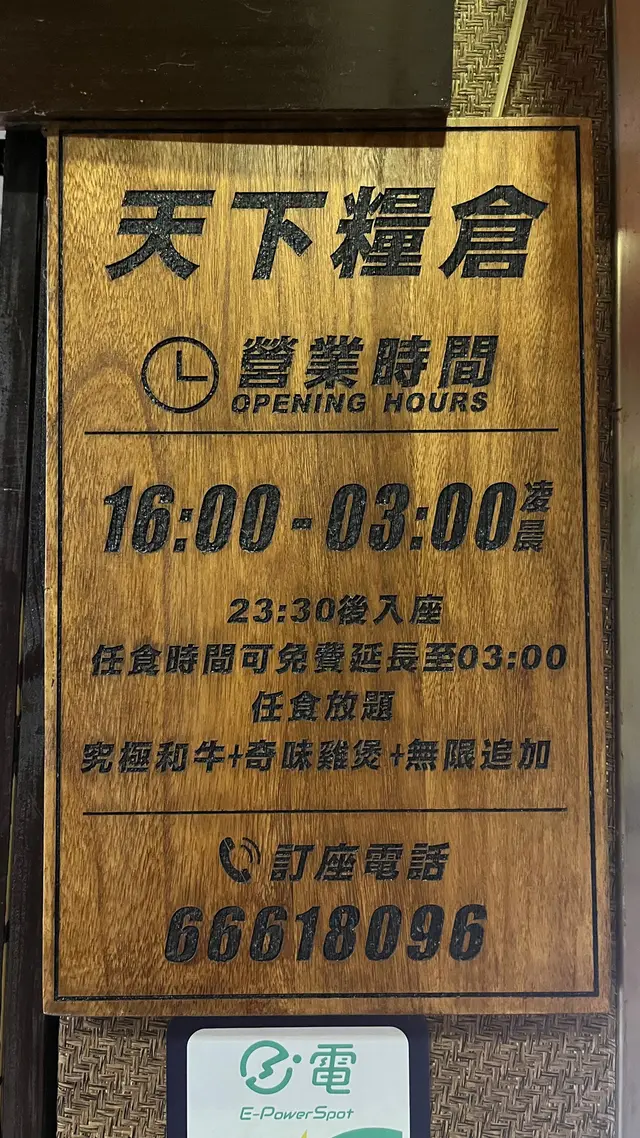 天下糧倉
營業時間
OPENING HOURS
16:00-03:00凌晨
23:30後入座
任食時間可免費延長至03:00
任食放題
究極和牛+奇味雞煲+無限追加
訂座電話
66618096
電
E-PowerSpot